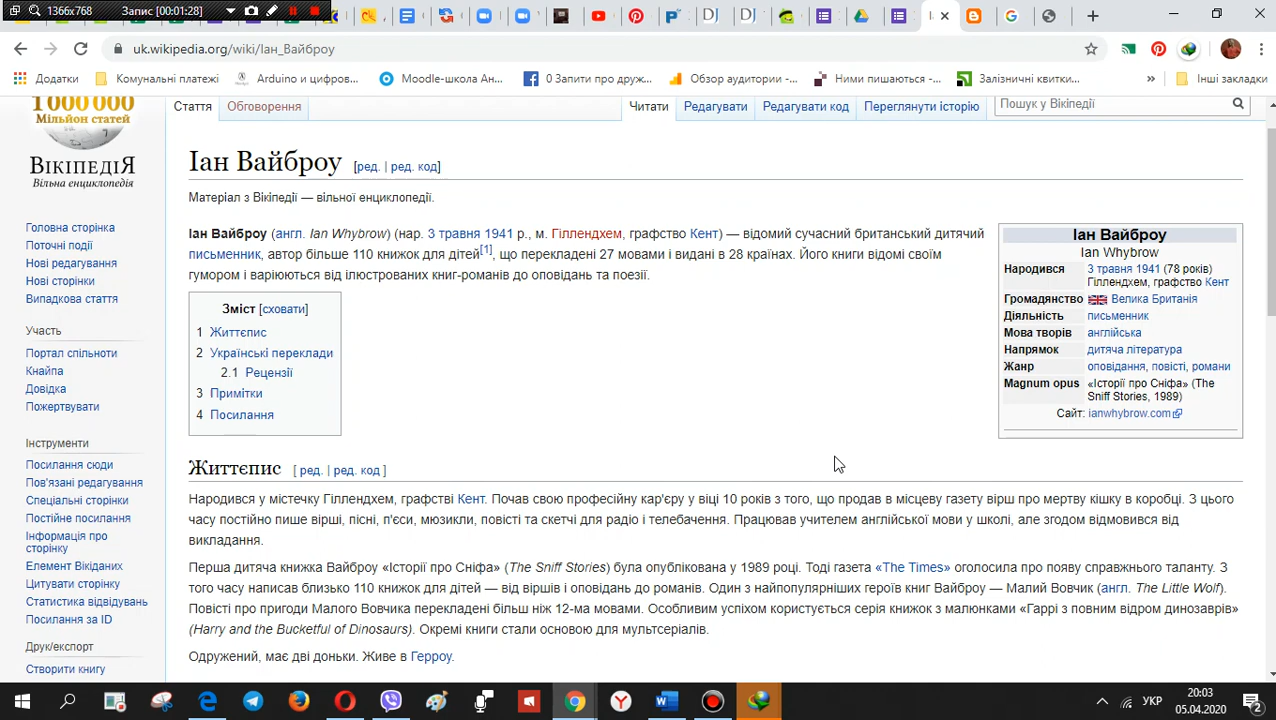 1366x768 Запис [00:01:28]
uk.wikipedia.org/wiki/Іан_Вайброу
Додатки Комунальні платежі Arduino и цифров... Moodle-школа Ан... 0 Запити про друж... Обзор аудитории -... Ними пишаються -... Залізничні квитки... » Інші закладки
1 000 000
Мільйон статей
ВІКІПЕДІЯ
Вільна енциклопедія
Стаття Обговорення Читати Редагувати Редагувати код Переглянути історію Пошук у Вікіпедії
Іан Вайброу [ред. | ред. код]
Матеріал з Вікіпедії — вільної енциклопедії.
Іан Вайброу (англ. Ian Whybrow) (нар. 3 травня 1941 р., м. Гіллендхем, графство Кент) — відомий сучасний британський дитячий
письменник, автор більше 110 книжок для дітей[1], що перекладені 27 мовами і видані в 28 країнах. Його книги відомі своїм
гумором і варіюються від ілюстрованих книг-романів до оповідань та поезії.
Зміст [сховати]
1 Життєпис
2 Українські переклади
2.1 Рецензії
3 Примітки
4 Посилання
Іан Вайброу
Ian Whybrow
Народився 3 травня 1941 (78 років)
Гіллендхем, графство Кент
Громадянство Велика Британія
Діяльність письменник
Мова творів англійська
Напрямок дитяча література
Жанр оповідання, повісті, романи
Magnum opus «Історії про Сніфа» (The
Sniff Stories, 1989)
Сайт: ianwhybrow.com
Життєпис [ ред. | ред. код ]
Народився у містечку Гіллендхем, графстві Кент. Почав свою професійну кар'єру у віці 10 років з того, що продав в місцеву газету вірш про мертву кішку в коробці. З цього
часу постійно пише вірші, пісні, п'єси, мюзикли, повісті та скетчі для радіо і телебачення. Працював учителем англійської мови у школі, але згодом відмовився від
викладання.
Перша дитяча книжка Вайброу «Історії про Сніфа» (The Sniff Stories) була опублікована у 1989 році. Тоді газета «The Times» оголосила про появу справжнього таланту. З
того часу написав близько 110 книжок для дітей — від віршів і оповідань до романів. Один з найпопулярніших героїв книг Вайброу — Малий Вовчик (англ. The Little Wolf).
Повісті про пригоди Малого Вовчика перекладені більш ніж 12-ма мовами. Особливим успіхом користується серія книжок з малюнками «Гаррі з повним відром динозаврів»
(Harry and the Bucketful of Dinosaurs). Окремі книги стали основою для мультсеріалів.
Одружений, має дві доньки. Живе в Герроу.
Головна сторінка
Поточні події
Нові редагування
Нові сторінки
Випадкова стаття
Участь
Портал спільноти
Кнайпа
Довідка
Пожертвувати
Інструменти
Посилання сюди
Пов'язані редагування
Спеціальні сторінки
Постійне посилання
Інформація про
сторінку
Елемент Вікіданих
Цитувати сторінку
Статистика відвідувань
Посилання за ID
Друк/експорт
Створити книгу
УКР
20:03
05.04.2020
2